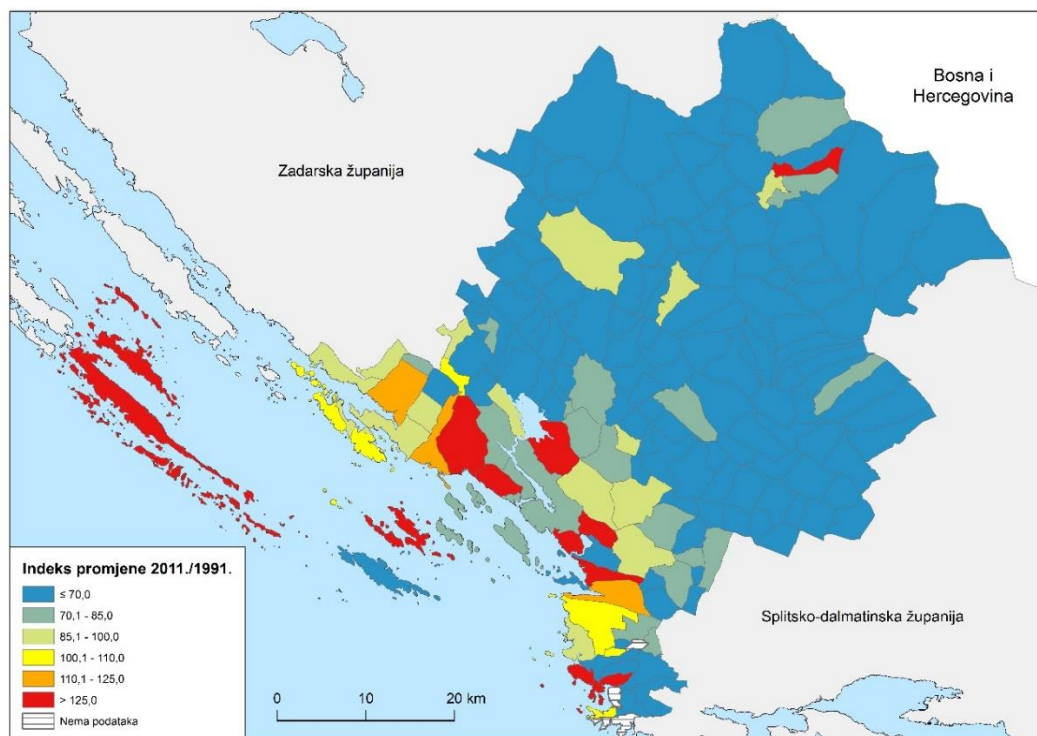 Bosna i
Hercegovina
Zadarska županija
Splitsko-dalmatinska županija
Indeks promjene 2011./1991.
≤ 70,0
70,1 - 85,0
85,1 - 100,0
100,1 - 110,0
110,1 - 125,0
> 125,0
Nema podataka
0 10 20 km